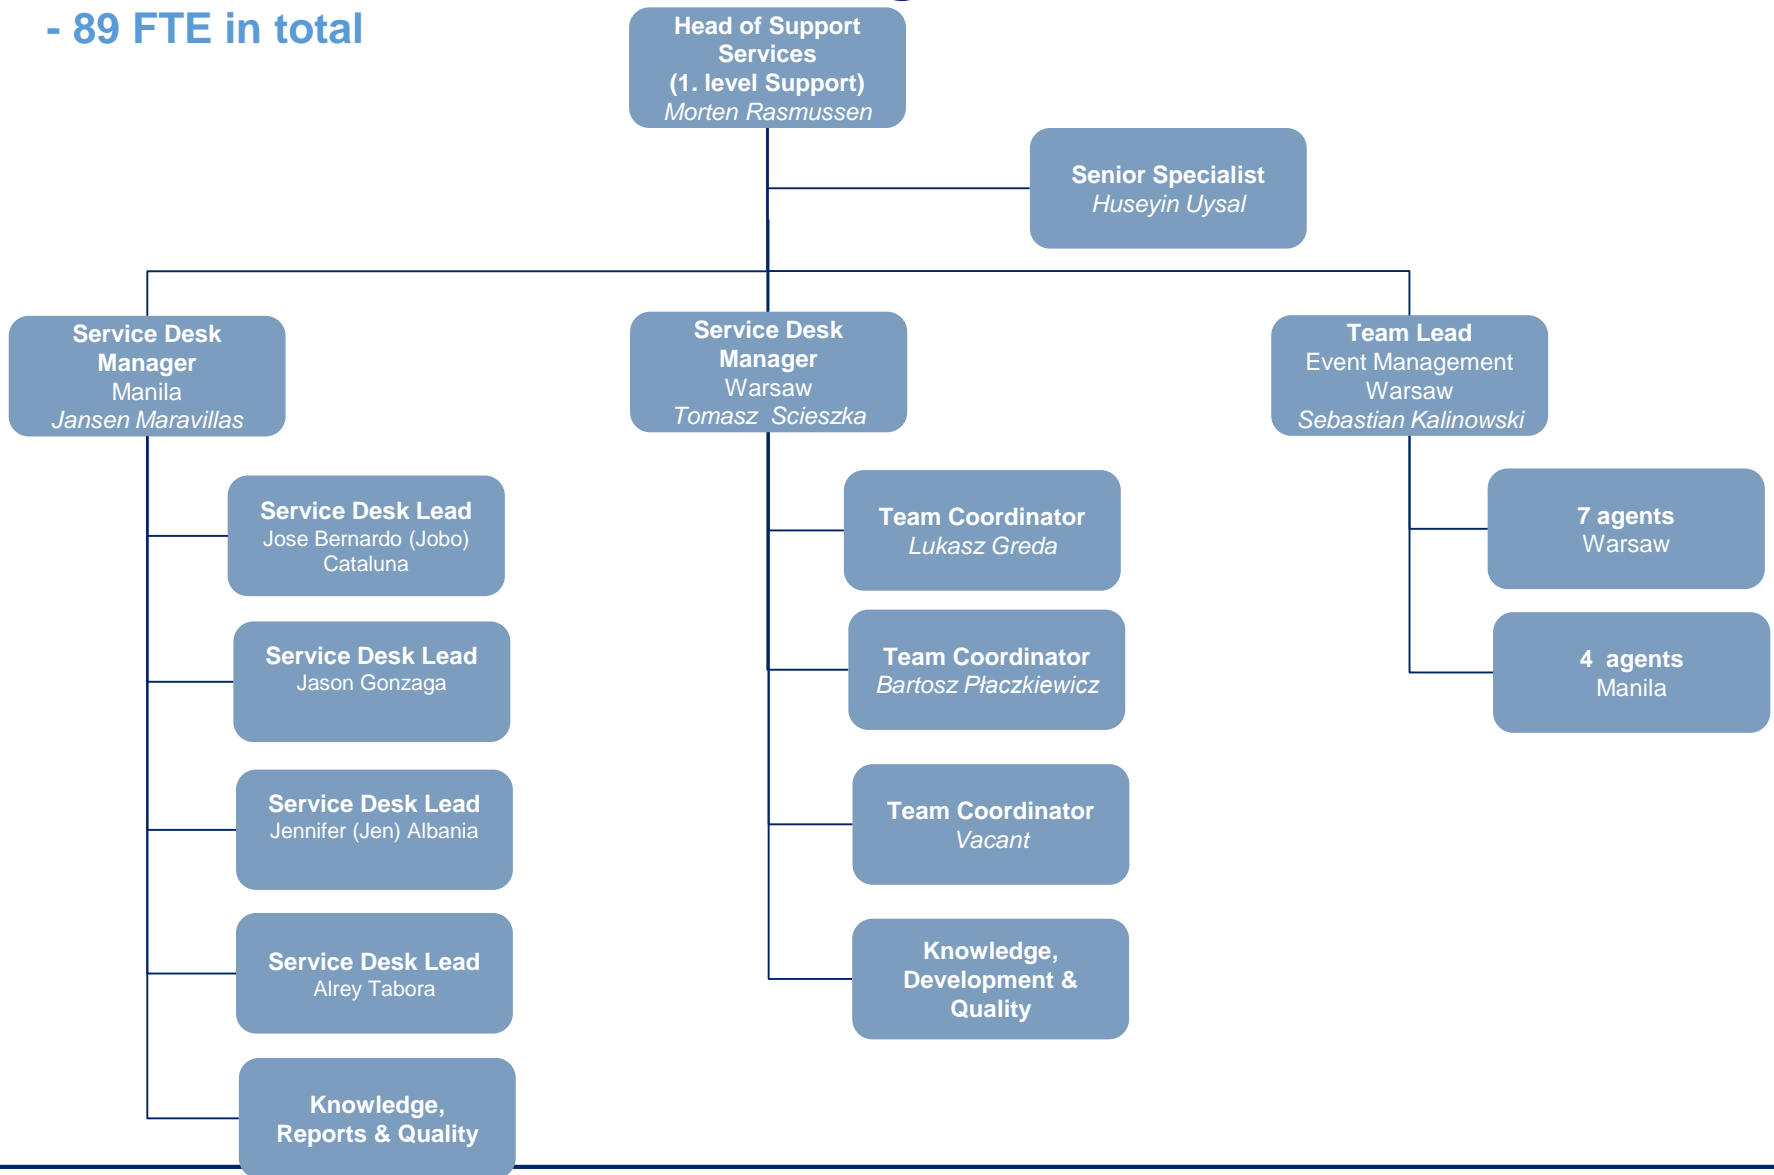 - 89 FTE in total
Head of Support
Services
(1. level Support)
Morten Rasmussen
Senior Specialist
Huseyin Uysal
Service Desk
Manager
Manila
Jansen Maravillas
Service Desk
Manager
Warsaw
Tomasz  Scieszka
Team Lead
Event Management
Warsaw
Sebastian Kalinowski
Service Desk Lead
Jose Bernardo (Jobo)
Cataluna
Service Desk Lead
Jason Gonzaga
Service Desk Lead
Jennifer (Jen) Albania
Service Desk Lead
Alrey Tabora
Knowledge,
Reports & Quality
Team Coordinator
Lukasz Greda
Team Coordinator
Bartosz Płaczkiewicz
Team Coordinator
Vacant
Knowledge,
Development &
Quality
7 agents
Warsaw
4  agents
Manila